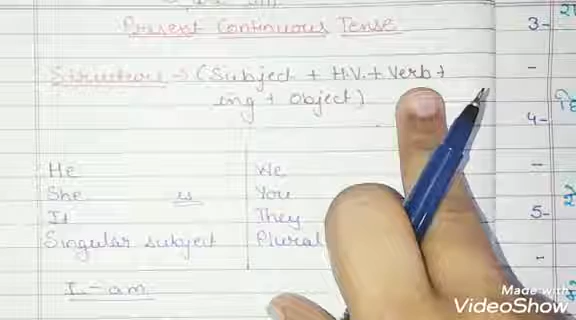 Present Continuous Tense
Structure → (Subject + H.V. + Verb +
ing + Object)
He We
She is You
It They
Singular subject Plural
I - am
3-
-
4-
-
5-
Made with
VideoShow